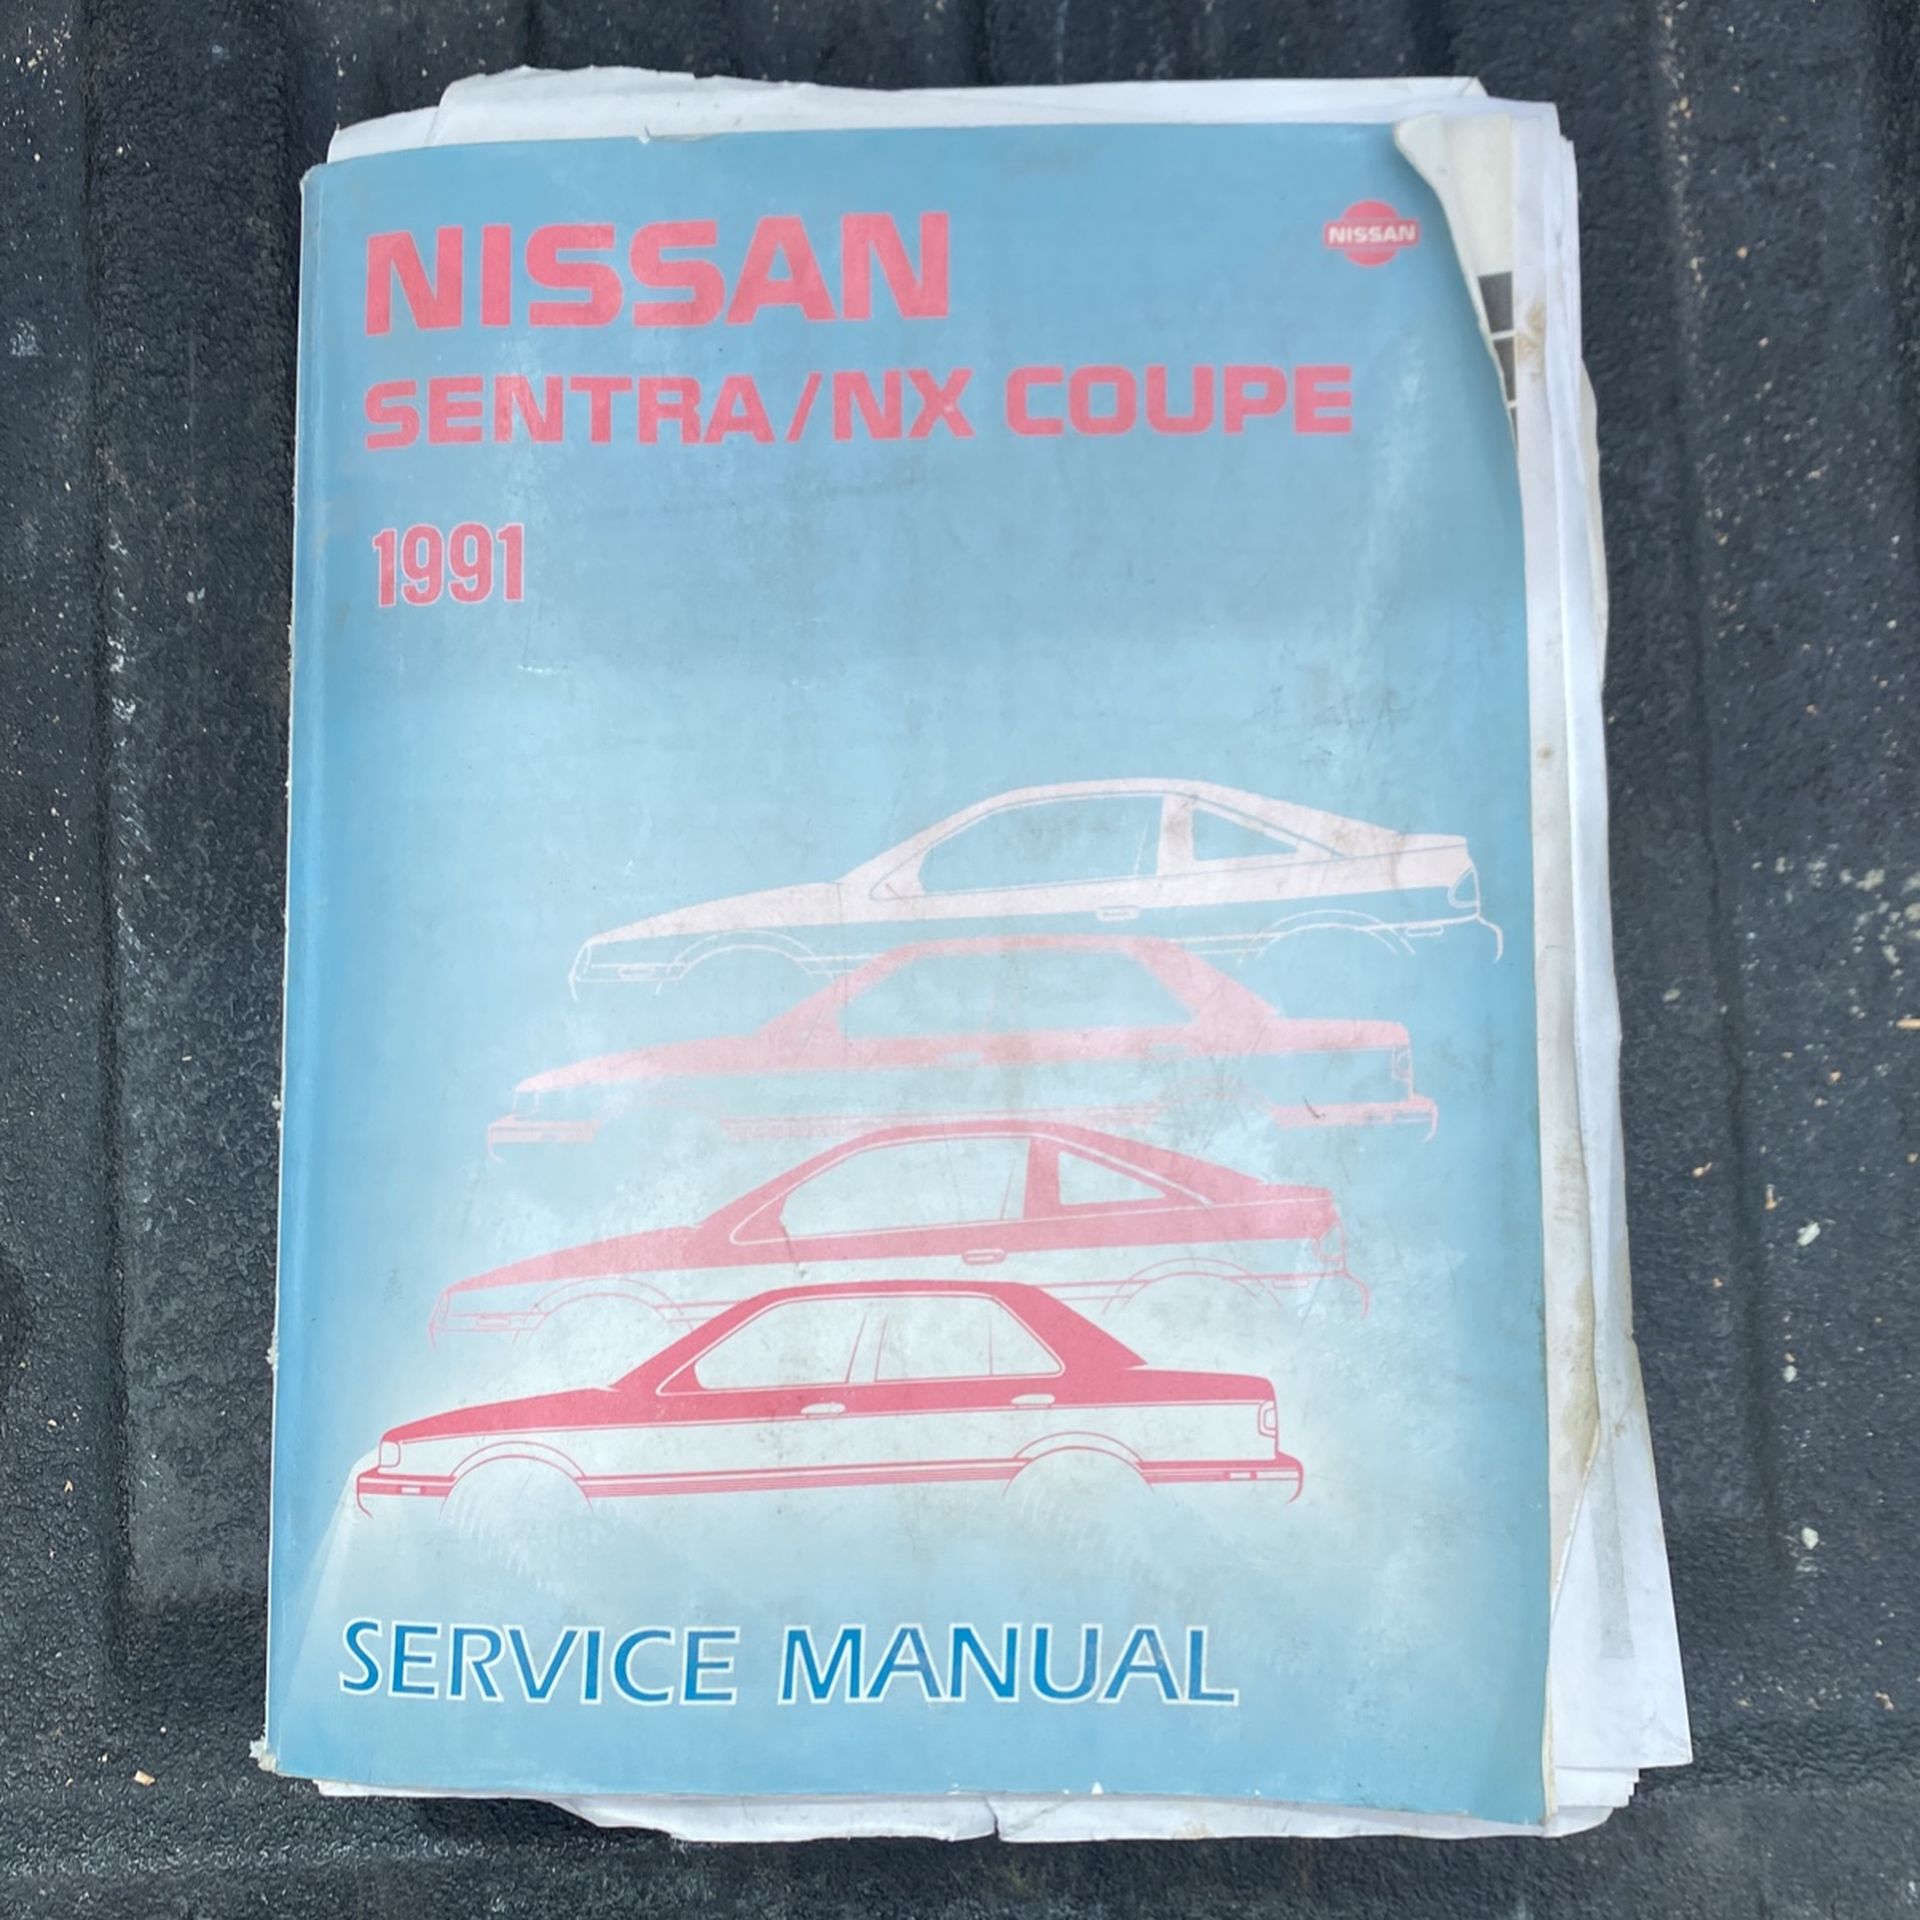 NISSAN
NISSAN
SENTRA/NX COUPE
1991
SERVICE MANUAL